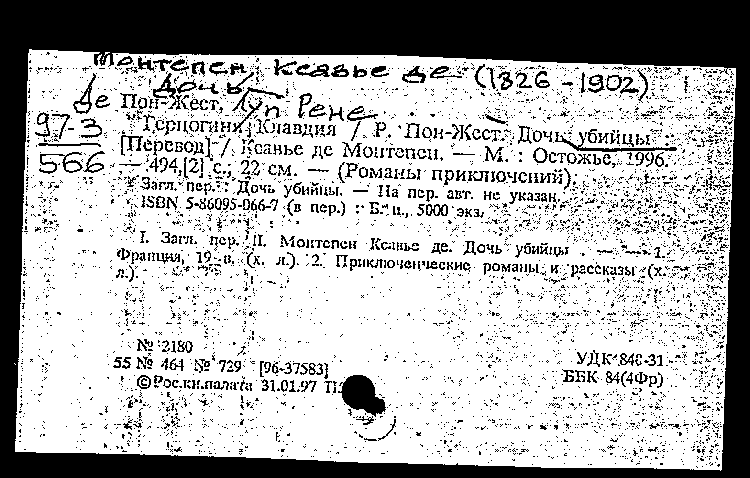 Монтепен, Ксавье де (1826-1902)
Дочь
де Пон-Жест, Луп Рене
97-3
566
Герцогиня Клавдия / Р. Пон-Жест. Дочь убийцы
[Перевод] / Ксавье де Монтепен. — М. : Остожье, 1996.
— 494,[2] с., 22 см. — (Романы приключений).
Загл. пер. : Дочь убийцы. — На пер. авт. не указан.
ISBN 5-86095-066-7 (в пер.) : Б. ц., 5000 экз.
I. Загл. пер. II. Монтепен Ксавье де. Дочь убийцы . — — 1.
Франция, 19 в. (х. л.). 2. Приключенческие романы и рассказы (х.
л.).
№ 2180
55 № 464 № 729 [96-37583]
©Рос.кн.палата 31.01.97
УДК 840-31
ББК 84(4Фр)